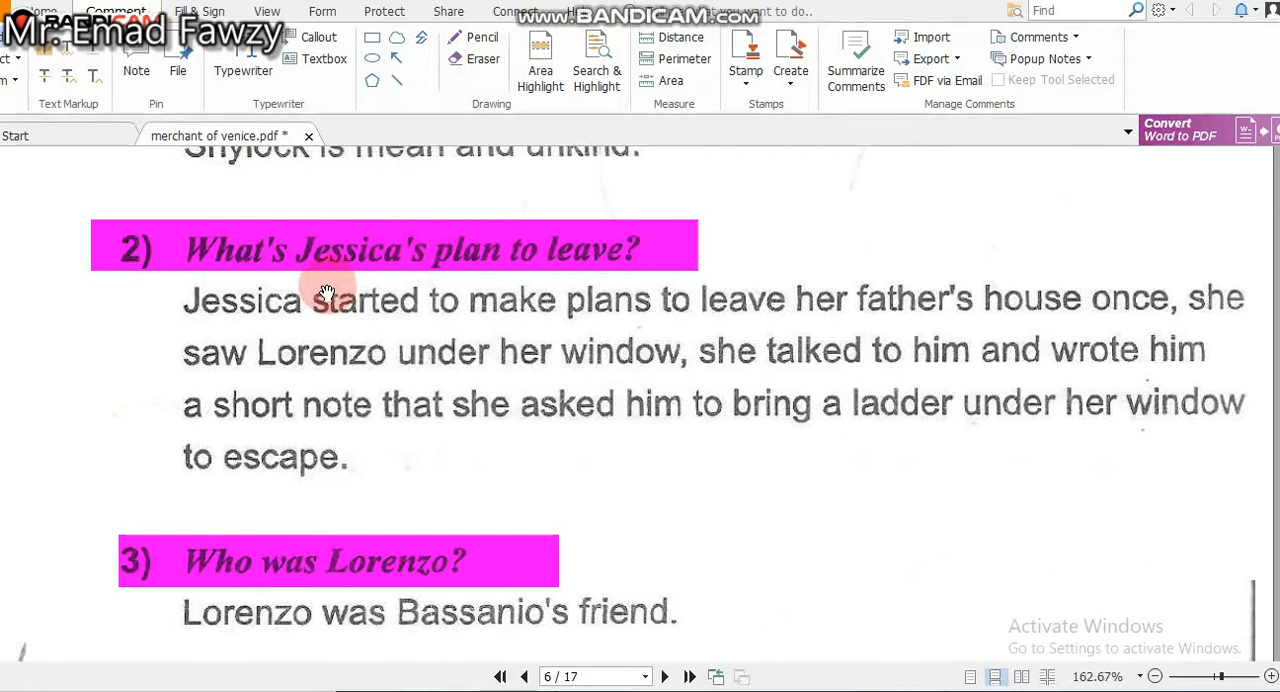 Home Comment View Form Protect Share Connect Help
www.BANDICAM.com
do..
Find
Mr. Emad Fawzy
BANDICAM
Callout
Textbox
Note
File
Typewriter
Pencil
Eraser
Area
Highlight
Search &
Highlight
Distance
Perimeter
Area
Stamp
Create
Summarize
Comments
Import
Export
FDF via Email
Comments
Popup Notes
Keep Tool Selected
Text Markup
Pin
Typewriter
Drawing
Measure
Stamps
Manage Comments
Start
merchant of venice.pdf *
Convert
Word to PDF
Shylock is mean and unkind.
2) What's Jessica's plan to leave?
Jessica started to make plans to leave her father's house once, she
saw Lorenzo under her window, she talked to him and wrote him
a short note that she asked him to bring a ladder under her window
to escape.
3) Who was Lorenzo?
Lorenzo was Bassanio's friend.
Activate Windows
Go to Settings to activate Windows.
6 / 17
162.67%